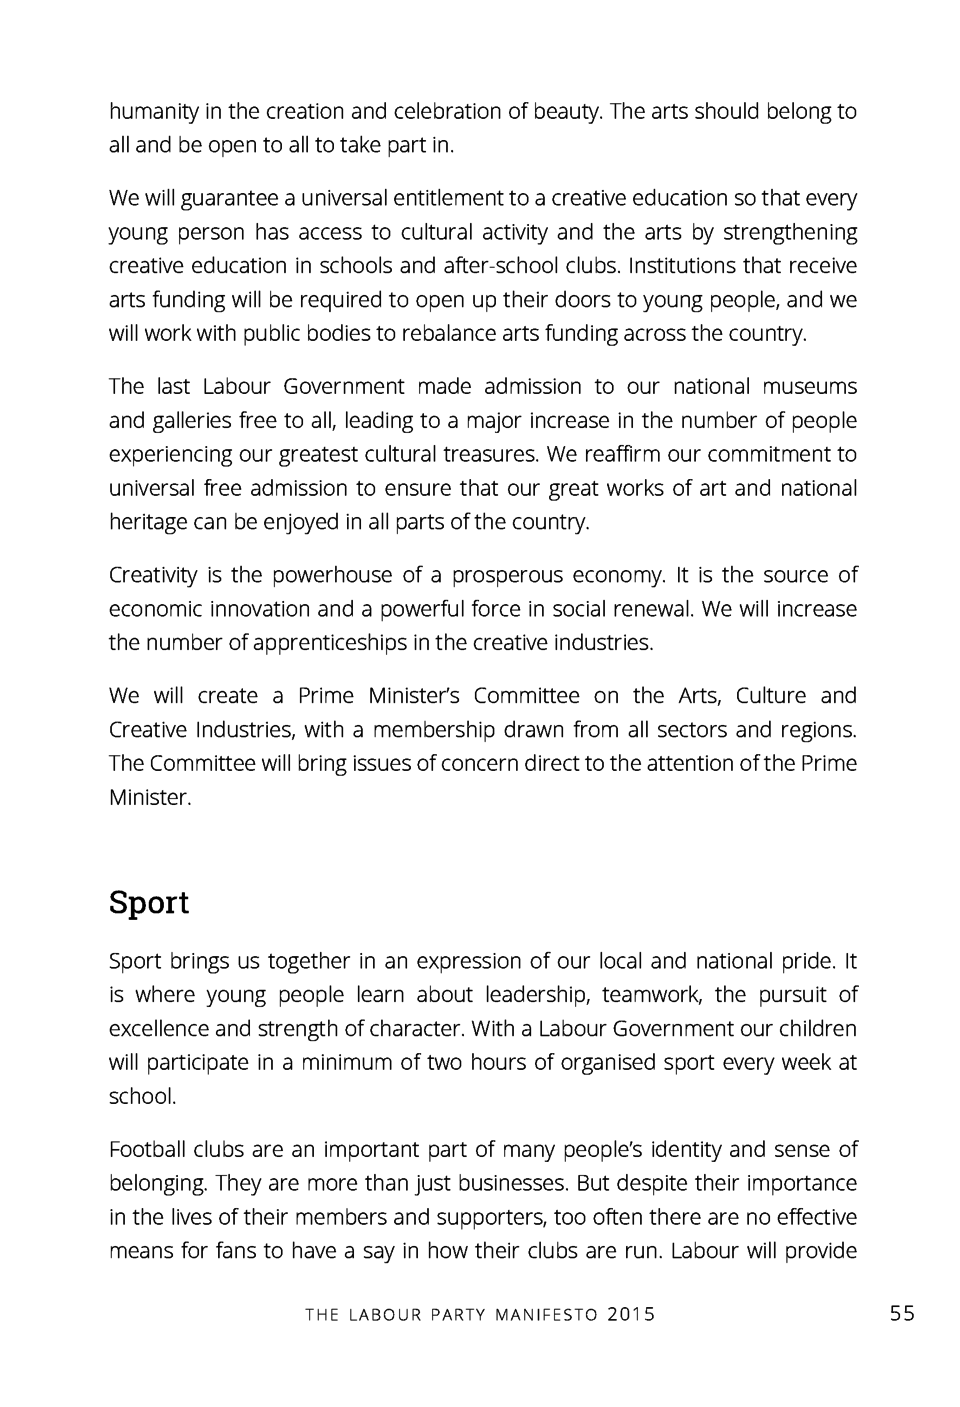 humanity in the creation and celebration of beauty. The arts should belong to
all and be open to all to take part in.
We will guarantee a universal entitlement to a creative education so that every
young person has access to cultural activity and the arts by strengthening
creative education in schools and after-school clubs. Institutions that receive
arts funding will be required to open up their doors to young people, and we
will work with public bodies to rebalance arts funding across the country.
The last Labour Government made admission to our national museums
and galleries free to all, leading to a major increase in the number of people
experiencing our greatest cultural treasures. We reaffirm our commitment to
universal free admission to ensure that our great works of art and national
heritage can be enjoyed in all parts of the country.
Creativity is the powerhouse of a prosperous economy. It is the source of
economic innovation and a powerful force in social renewal. We will increase
the number of apprenticeships in the creative industries.
We will create a Prime Minister’s Committee on the Arts, Culture and
Creative Industries, with a membership drawn from all sectors and regions.
The Committee will bring issues of concern direct to the attention of the Prime
Minister.
Sport
Sport brings us together in an expression of our local and national pride. It
is where young people learn about leadership, teamwork, the pursuit of
excellence and strength of character. With a Labour Government our children
will participate in a minimum of two hours of organised sport every week at
school.
Football clubs are an important part of many people’s identity and sense of
belonging. They are more than just businesses. But despite their importance
in the lives of their members and supporters, too often there are no effective
means for fans to have a say in how their clubs are run. Labour will provide
THE LABOUR PARTY MANIFESTO 2015 55